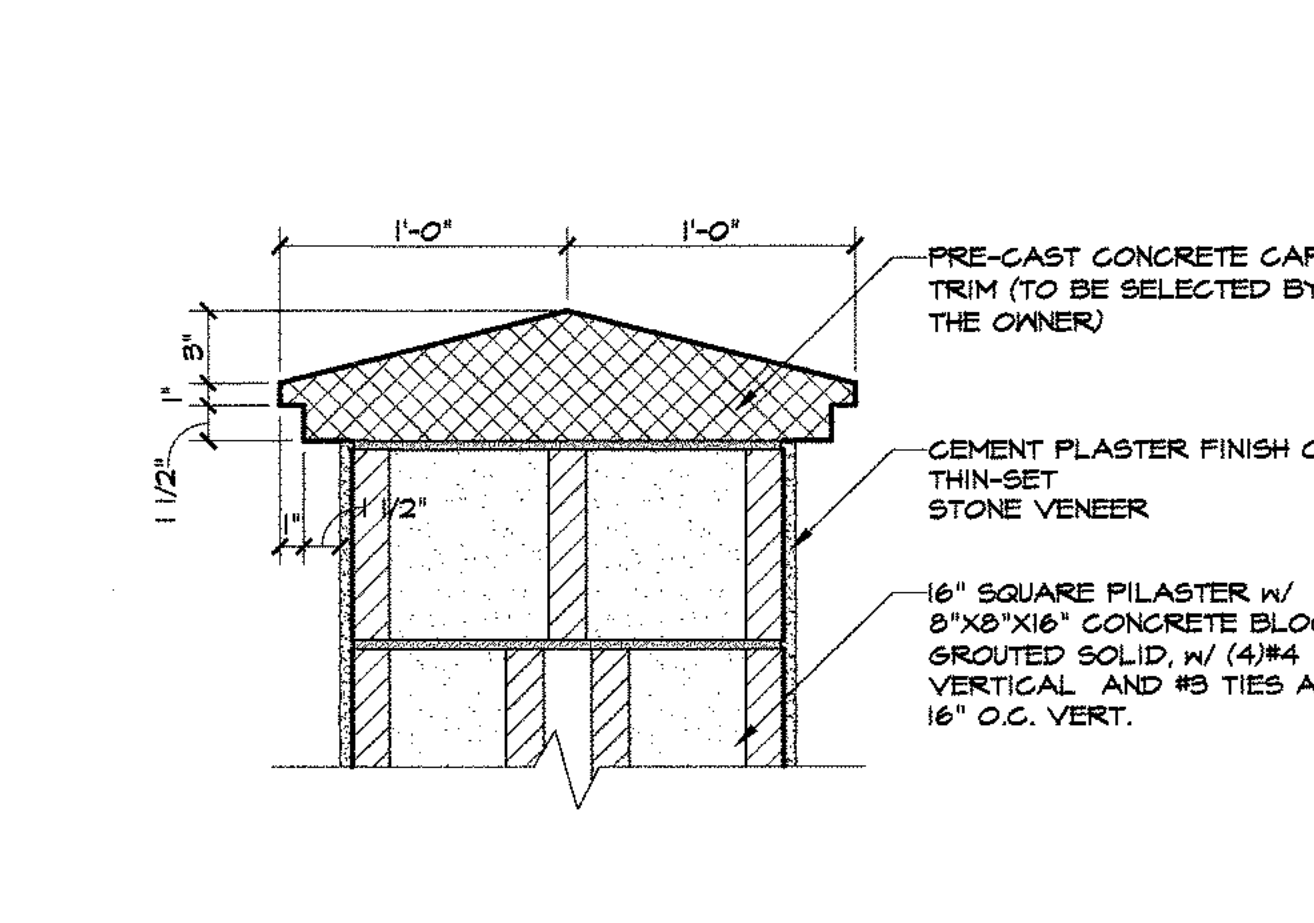 1'-0" 1'-0"
3"
1"
1 1/2"
1"
1 1/2"
PRE-CAST CONCRETE CAP
TRIM (TO BE SELECTED BY
THE OWNER)
CEMENT PLASTER FINISH
THIN-SET
STONE VENEER
16" SQUARE PILASTER W/
8"X8"X16" CONCRETE
GROUTED SOLID, W/ (4)#4
VERTICAL AND #3 TIES
16" O.C. VERT.